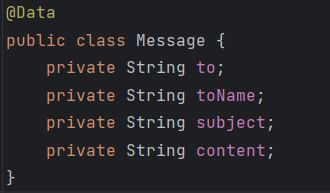 @Data
public class Message {
    private String to;
    private String toName;
    private String subject;
    private String content;
}